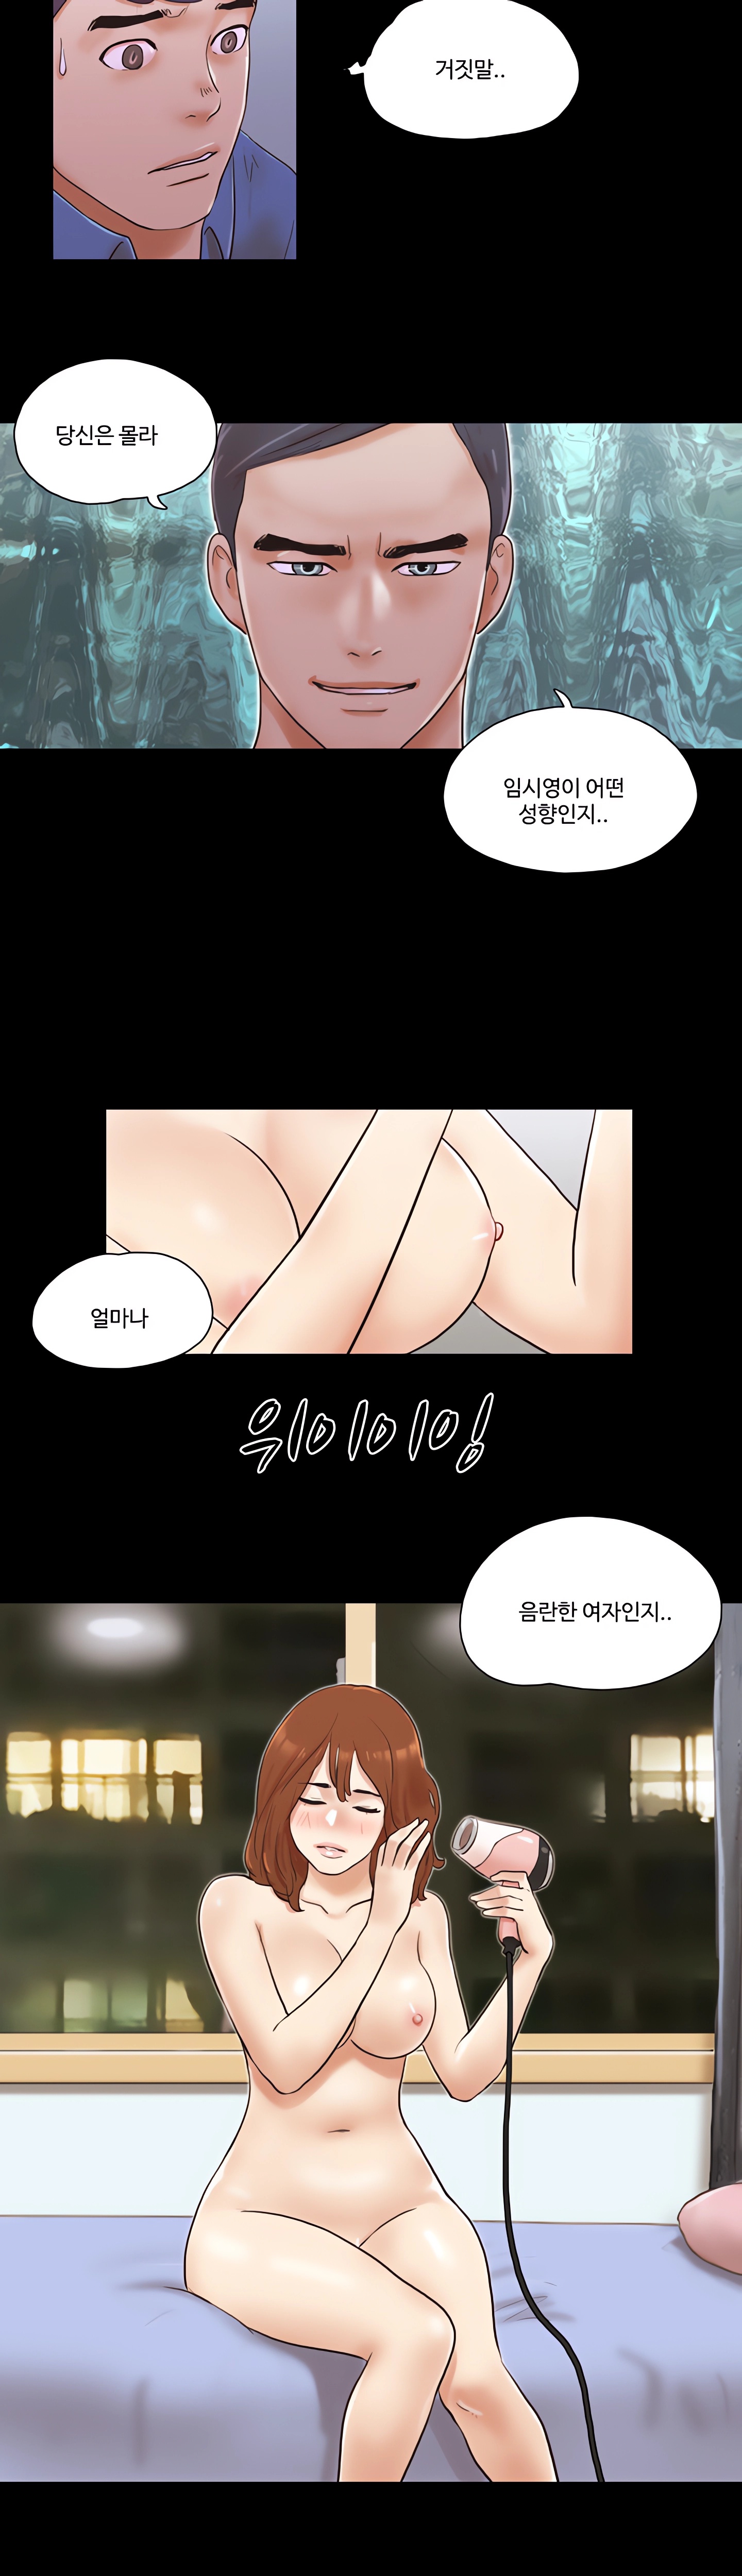 거짓말..
당신은 몰라
임시영이 어떤
성향인지..
얼마나
위이이이잉
음란한 여자인지..